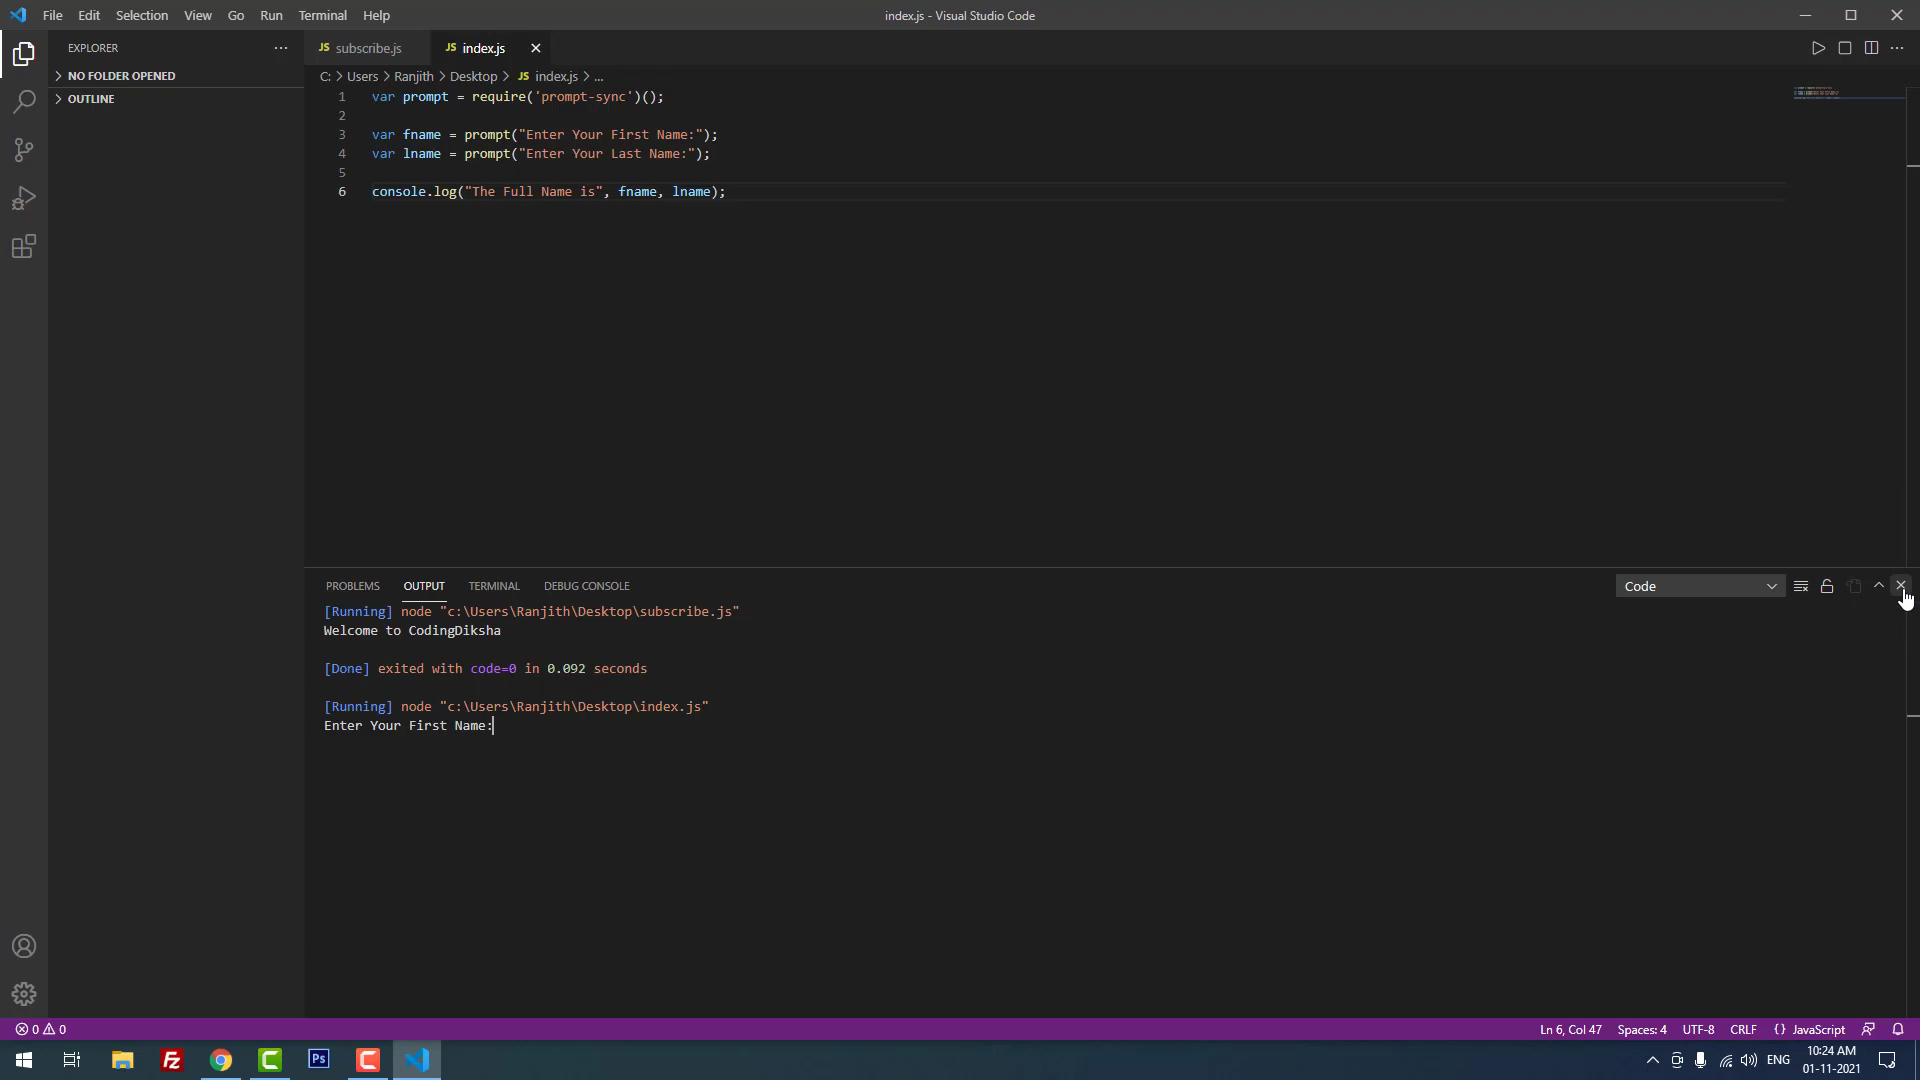 File Edit Selection View Go Run Terminal Help
index.js - Visual Studio Code
EXPLORER
NO FOLDER OPENED
OUTLINE
JS subscribe.js JS index.js
C: > Users > Ranjith > Desktop > JS index.js > ...
1 var prompt = require('prompt-sync')();
2
3 var fname = prompt("Enter Your First Name:");
4 var lname = prompt("Enter Your Last Name:");
5
6 console.log("The Full Name is", fname, lname);
PROBLEMS OUTPUT TERMINAL DEBUG CONSOLE
Code
[Running] node "c:\Users\Ranjith\Desktop\subscribe.js"
Welcome to CodingDiksha
[Done] exited with code=0 in 0.092 seconds
[Running] node "c:\Users\Ranjith\Desktop\index.js"
Enter Your First Name:
0 0
Ln 6, Col 47 Spaces: 4 UTF-8 CRLF {} JavaScript
Fz Ps
ENG
10:24 AM
01-11-2021